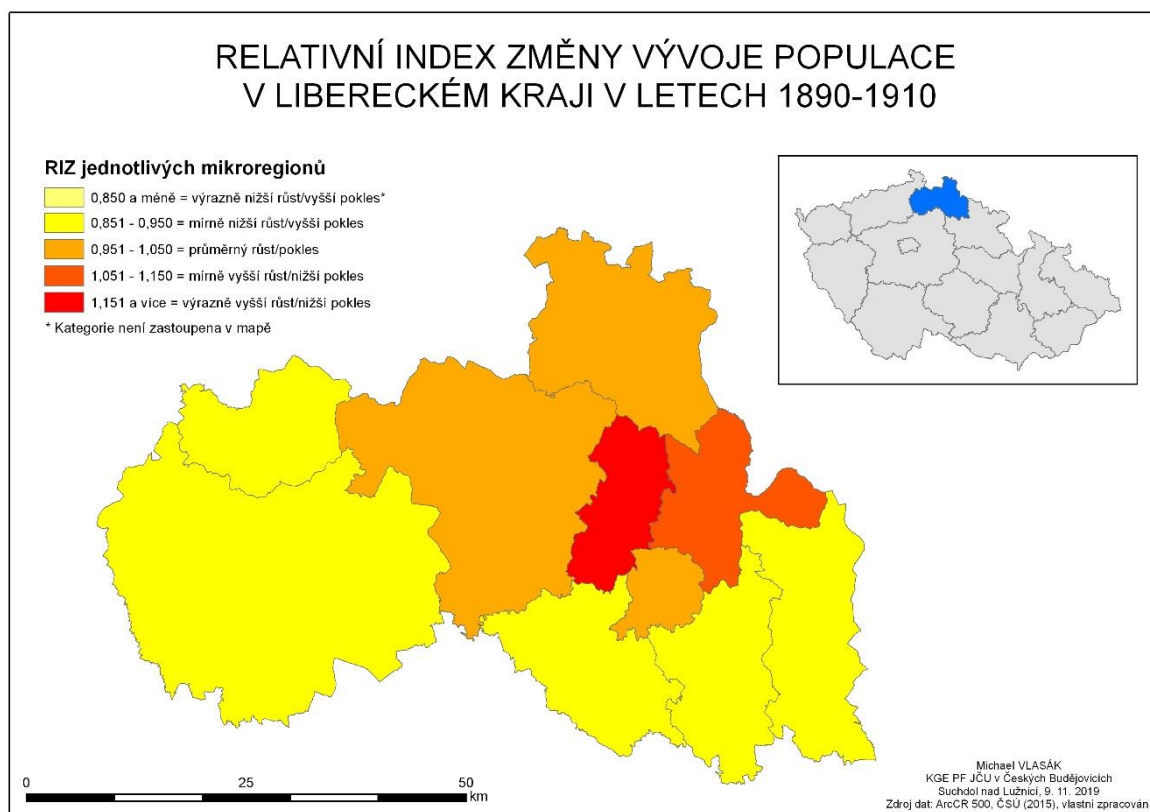 RELATIVNÍ INDEX ZMĚNY VÝVOJE POPULACE
V LIBERECKÉM KRAJI V LETECH 1890-1910
RIZ jednotlivých mikroregionů
0,850 a méně = výrazně nižší růst/vyšší pokles*
0,851 - 0,950 = mírně nižší růst/vyšší pokles
0,951 - 1,050 = průměrný růst/pokles
1,051 - 1,150 = mírně vyšší růst/nižší pokles
1,151 a více = výrazně vyšší růst/nižší pokles
* Kategorie není zastoupena v mapě
0 25 50
km
Michael VLASÁK
KGE PF JČU v Českých Budějovicích
Suchdol nad Lužnicí, 9. 11. 2019
Zdroj dat: ArcCR 500, ČSÚ (2015), vlastní zpracování